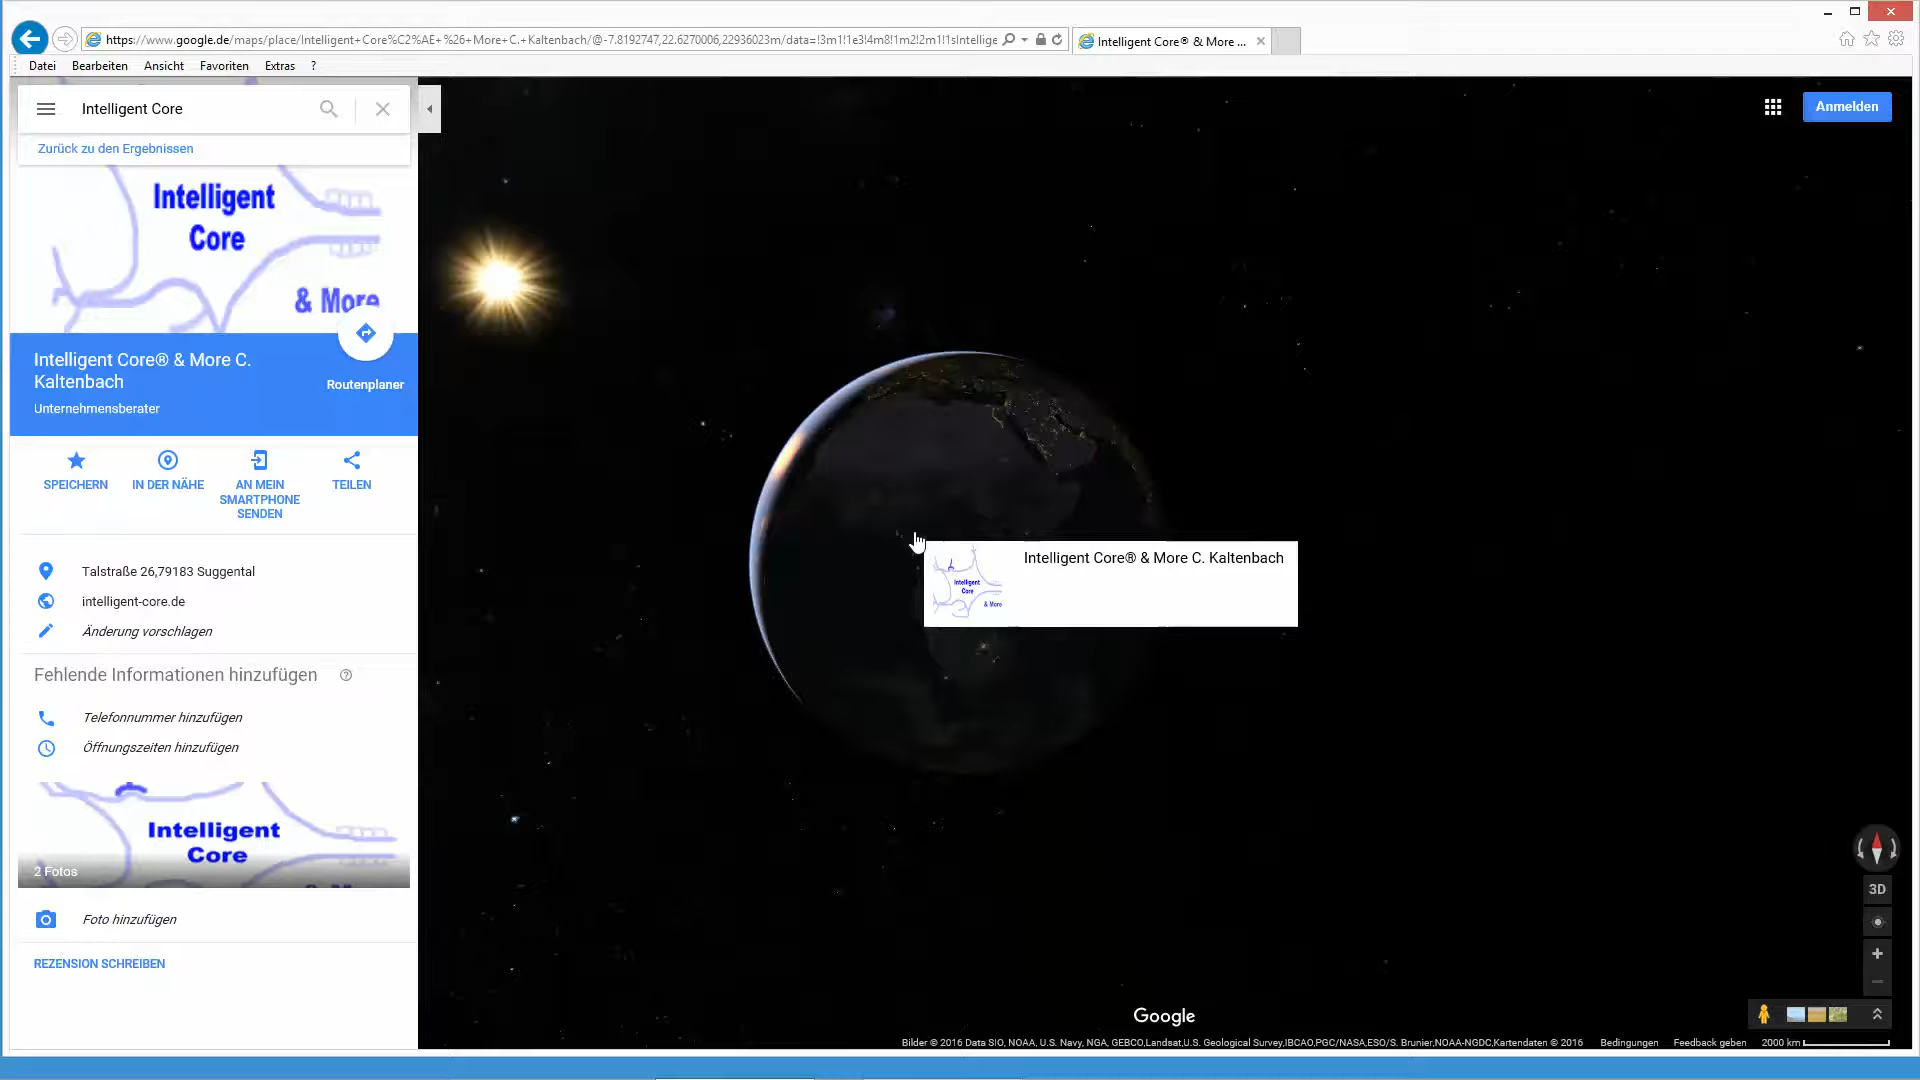 https://www.google.de/maps/place/Intelligent+Core%C2%AE+%26+More+C.+Kaltenbach/@-7.8192747,22.6270006,22936023m/data=!3m1!1e3!4m8!1m2!2m1!1sIntellige
Intelligent Core® & More ...
Datei Bearbeiten Ansicht Favoriten Extras ?
Intelligent Core
Anmelden
Zurück zu den Ergebnissen
Intelligent
Core
& More
Intelligent Core® & More C.
Kaltenbach
Routenplaner
Unternehmensberater
SPEICHERN
IN DER NÄHE
AN MEIN
SMARTPHONE
SENDEN
TEILEN
Intelligent Core® & More C. Kaltenbach
Intelligent
Core
& More
Talstraße 26,79183 Suggental
intelligent-core.de
Änderung vorschlagen
Fehlende Informationen hinzufügen
Telefonnummer hinzufügen
Öffnungszeiten hinzufügen
Intelligent
Core
2 Fotos
Foto hinzufügen
REZENSION SCHREIBEN
3D
Google
Bilder © 2016 Data SIO, NOAA, U.S. Navy, NGA, GEBCO,Landsat,U.S. Geological Survey,IBCAO,PGC/NASA,ESO/S. Brunier,NOAA-NGDC,Kartendaten © 2016 Bedingungen Feedback geben 2000 km